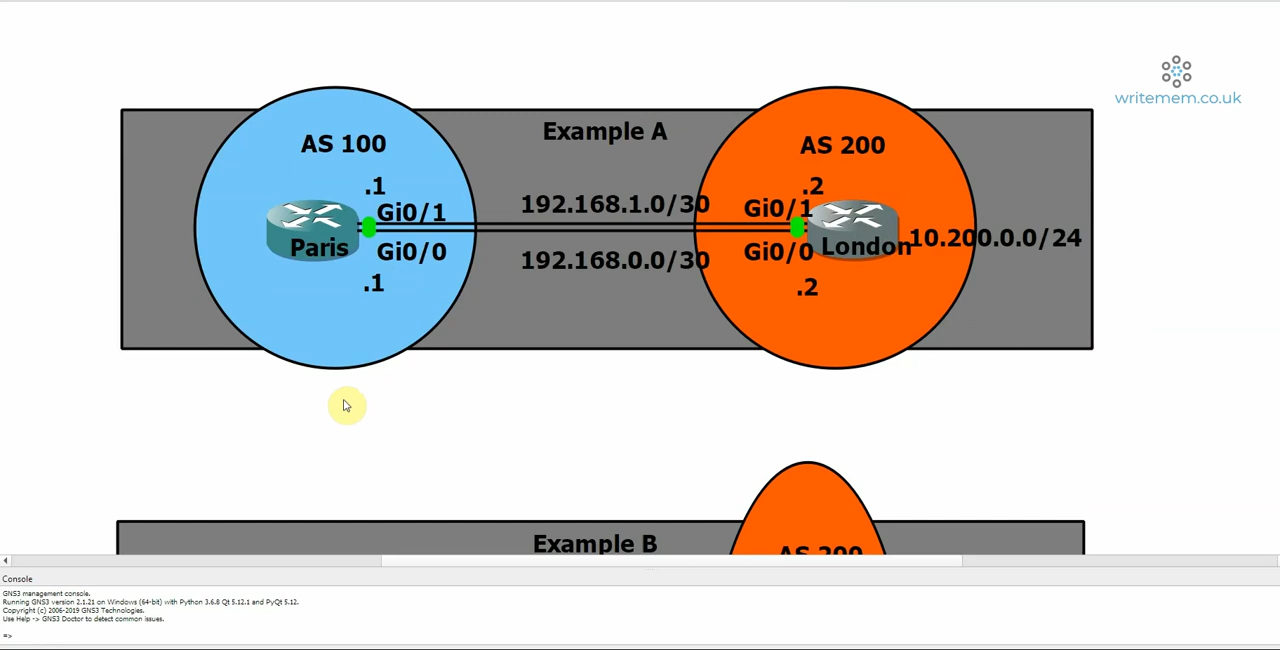 writemem.co.uk
Example A
AS 100
AS 200
.1
.2
Gi0/1
192.168.1.0/30
Gi0/1
Paris
London
10.200.0.0/24
Gi0/0
192.168.0.0/30
Gi0/0
.1
.2
Example B
AS 200
Console
GNS3 management console.
Running GNS3 version 2.1.21 on Windows (64-bit) with Python 3.6.8 Qt 5.12.1 and PyQt 5.12.
Copyright (c) 2006-2019 GNS3 Technologies.
Use Help -> GNS3 Doctor to detect common issues.
=>